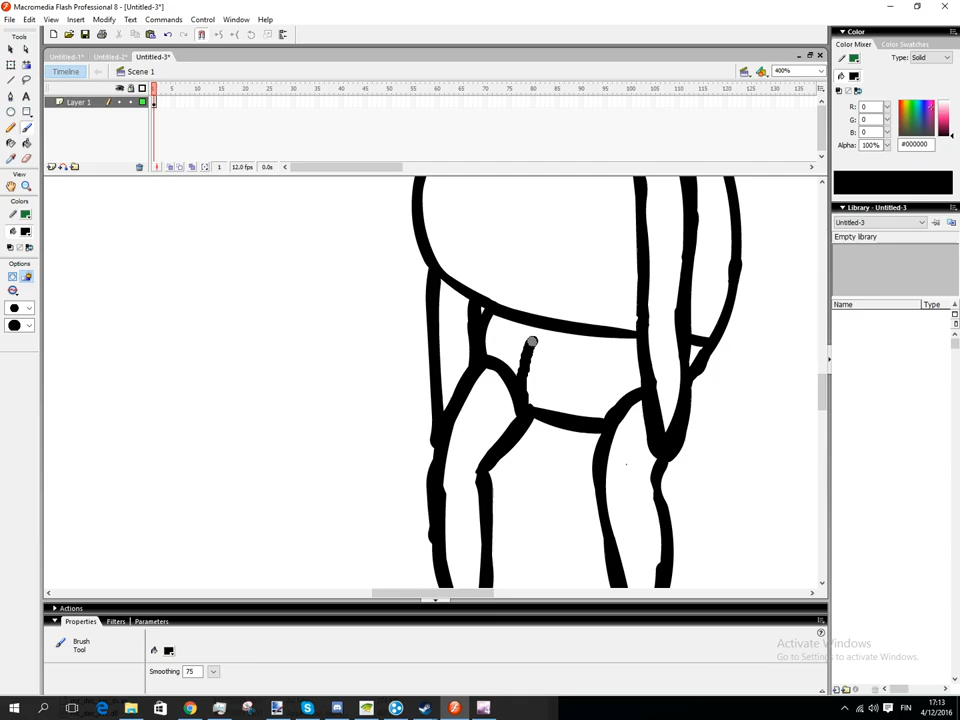 Macromedia Flash Professional 8 - [Untitled-3*]
File Edit View Insert Modify Text Commands Control Window Help
Tools
Untitled-1* Untitled-2* Untitled-3*
Timeline Scene 1 400%
1 5 10 15 20 25 30 35 40 45 50 55 60 65 70 75 80 85 90 95 100 105 110 115 120 125 130 135
Layer 1
1 12.0 fps 0.0s
View
Colors
Options
Color
Color Mixer Color Swatches
Type: Solid
R: 0
G: 0
B: 0
Alpha: 100% #000000
Library - Untitled-3
Untitled-3
Empty library
Name Type
Actions
Properties Filters Parameters
Brush
Tool
Smoothing 75
Activate Windows
Go to Settings to activate Windows.
FIN
17:13
4/12/2016